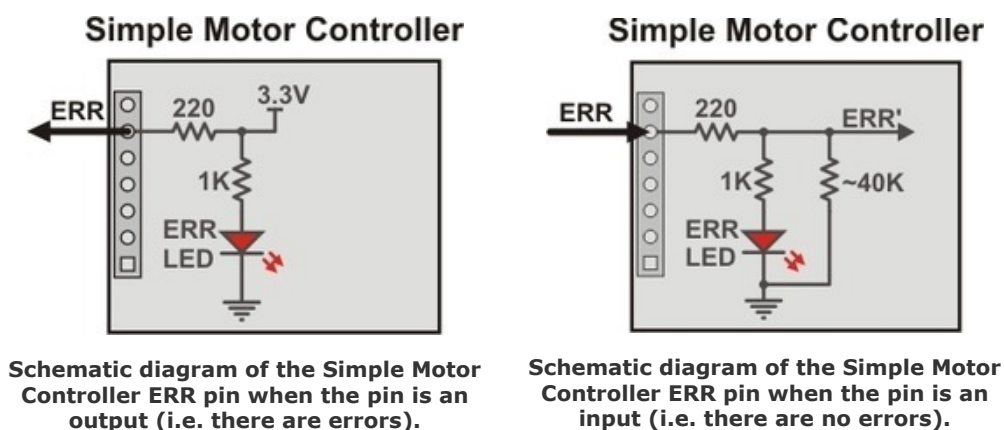 Simple Motor Controller
ERR
220
3.3V
1K
ERR
LED
Schematic diagram of the Simple Motor
Controller ERR pin when the pin is an
output (i.e. there are errors).
Simple Motor Controller
ERR
220
ERR'
1K
~40K
ERR
LED
Schematic diagram of the Simple Motor
Controller ERR pin when the pin is an
input (i.e. there are no errors).